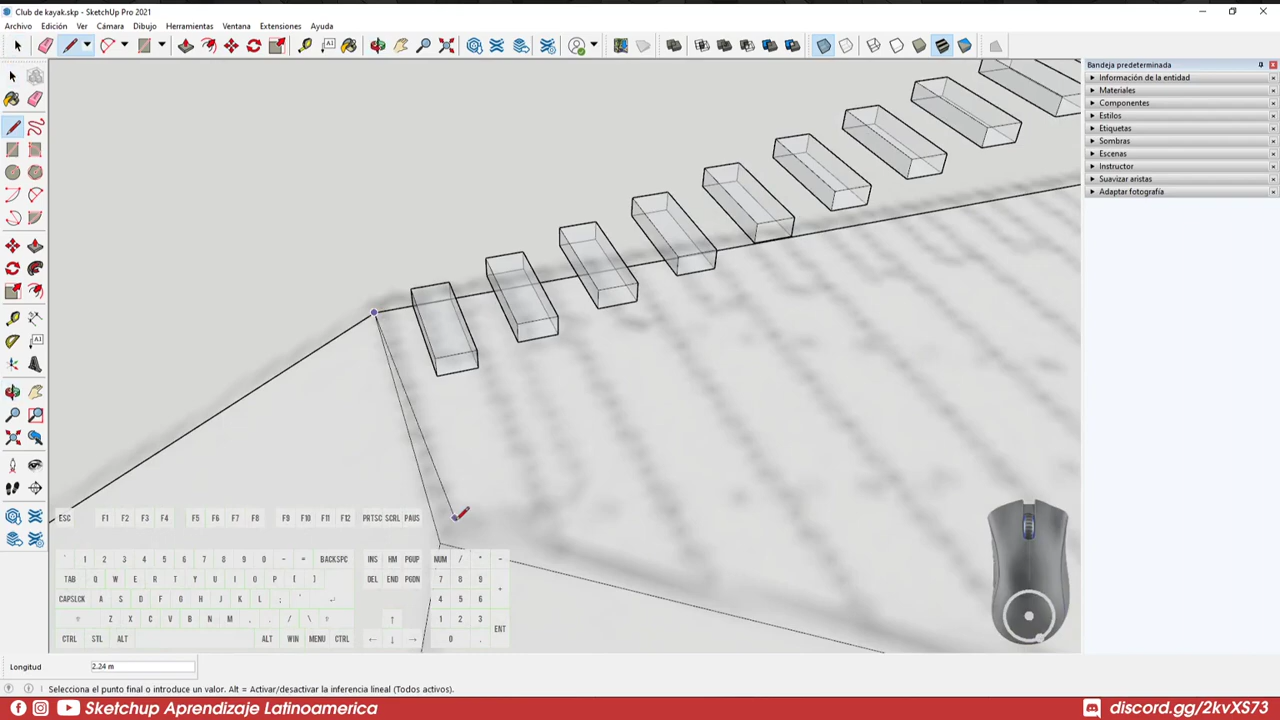 Club de kayak.skp - SketchUp Pro 2021
Archivo Edición Ver Cámara Dibujo Herramientas Ventana Extensiones Ayuda
Bandeja predeterminada
Información de la entidad
Materiales
Componentes
Estilos
Etiquetas
Sombras
Escenas
Instructor
Suavizar aristas
Adaptar fotografía
ESC F1 F2 F3 F4 F5 F6 F7 F8 F9 F10 F11 F12 PRTSC SCRL PAUS
` 1 2 3 4 5 6 7 8 9 0 - = BACKSPC INS HM PGUP NUM / * -
TAB Q W E R T Y U I O P [ ] DEL END PGDN 7 8 9 +
CAPSLCK A S D F G H J K L ; ' ↵ 4 5 6
⇧ Z X C V B N M , . / \ ⇧ ↑ 1 2 3 ENT
CTRL STL ALT ALT WIN MENU CTRL ← ↓ → 0 .
Longitud 2.24 m
Selecciona el punto final o introduce un valor. Alt = Activar/desactivar la inferencia lineal (Todos activos).
Sketchup Aprendizaje Latinoamerica discord.gg/2kvXS73